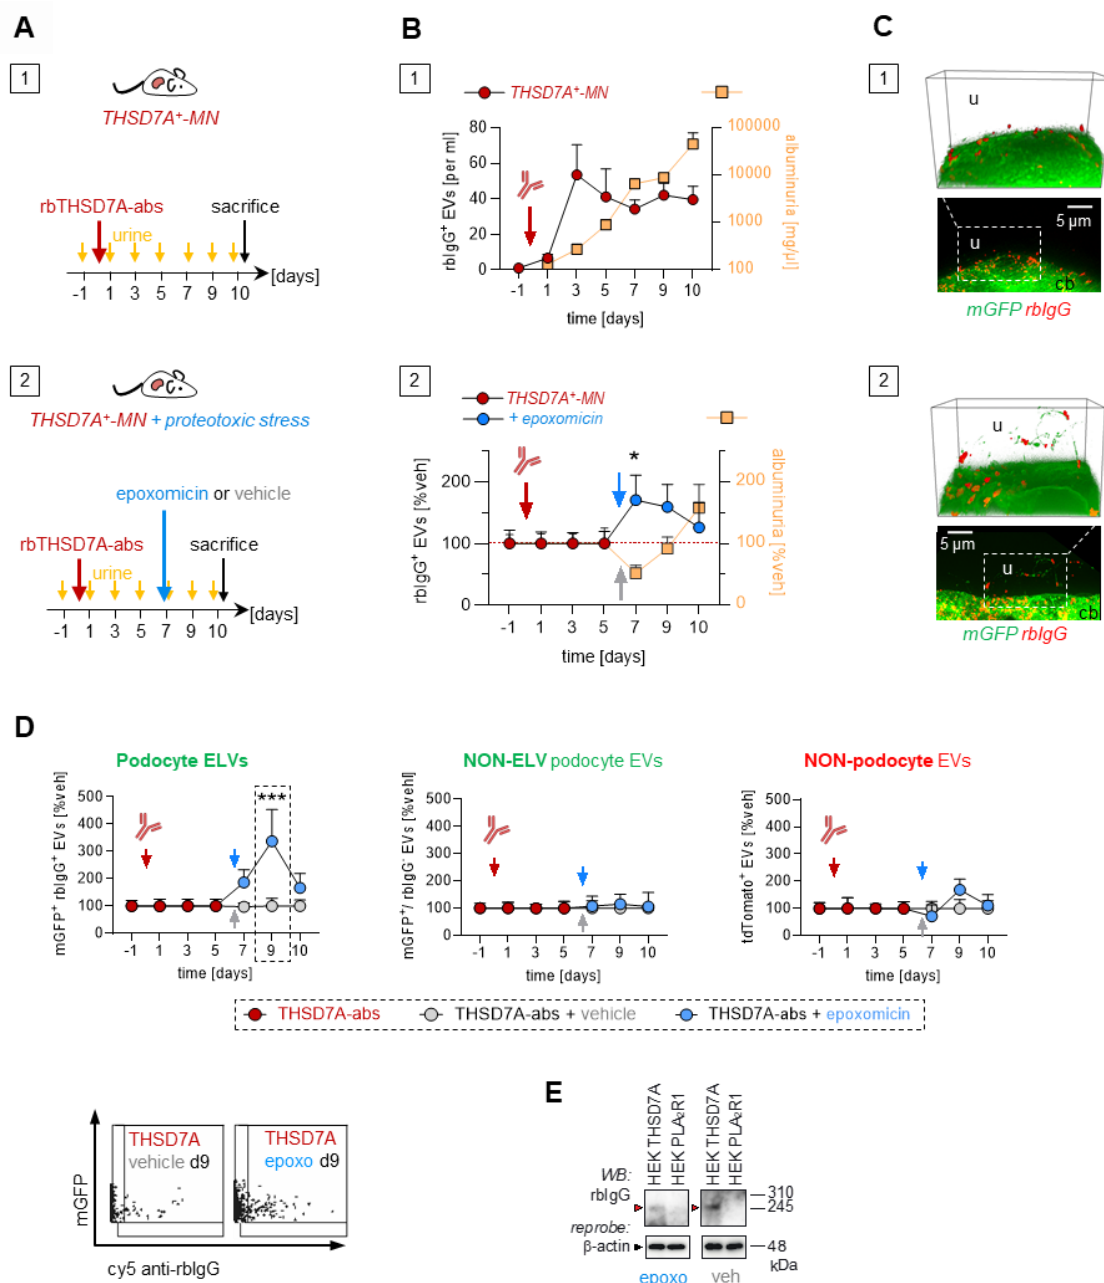 A
1
THSD7A+-MN
rbTHSD7A-abs
urine
sacrifice
-1 1 3 5 7 9 10 [days]
2
THSD7A+-MN + proteotoxic stress
epoxomicin or vehicle
rbTHSD7A-abs
urine
sacrifice
-1 1 3 5 7 9 10 [days]
B
1
THSD7A+-MN
rbIgG+ EVs [per ml]
80
60
40
20
0
100000
10000
1000
100
albuminuria [mg/µl]
-1 1 3 5 7 9 10
time [days]
2
THSD7A+-MN
+ epoxomicin
*
rbIgG+ EVs [%veh]
200
100
0
200
100
0
albuminuria [%veh]
-1 1 3 5 7 9 10
time [days]
C
1
u
5 µm
u
cb
mGFP rbIgG
2
u
5 µm
u
cb
mGFP rbIgG
D
Podocyte ELVs
mGFP+ rbIgG+ EVs [%veh]
500
400
300
200
100
0
***
-1 1 3 5 7 9 10
time [days]
NON-ELV podocyte EVs
mGFP+/ rbIgG- EVs [%veh]
500
400
300
200
100
0
-1 1 3 5 7 9 10
time [days]
NON-podocyte EVs
tdTomato+ EVs [%veh]
500
400
300
200
100
0
-1 1 3 5 7 9 10
time [days]
THSD7A-abs THSD7A-abs + vehicle THSD7A-abs + epoxomicin
mGFP
THSD7A
vehicle d9
THSD7A
epoxo d9
cy5 anti-rbIgG
E
HEK THSD7A
HEK PLA2R1
HEK THSD7A
HEK PLA2R1
WB:
rbIgG
310
245
reprobe:
β-actin
48
kDa
epoxo veh